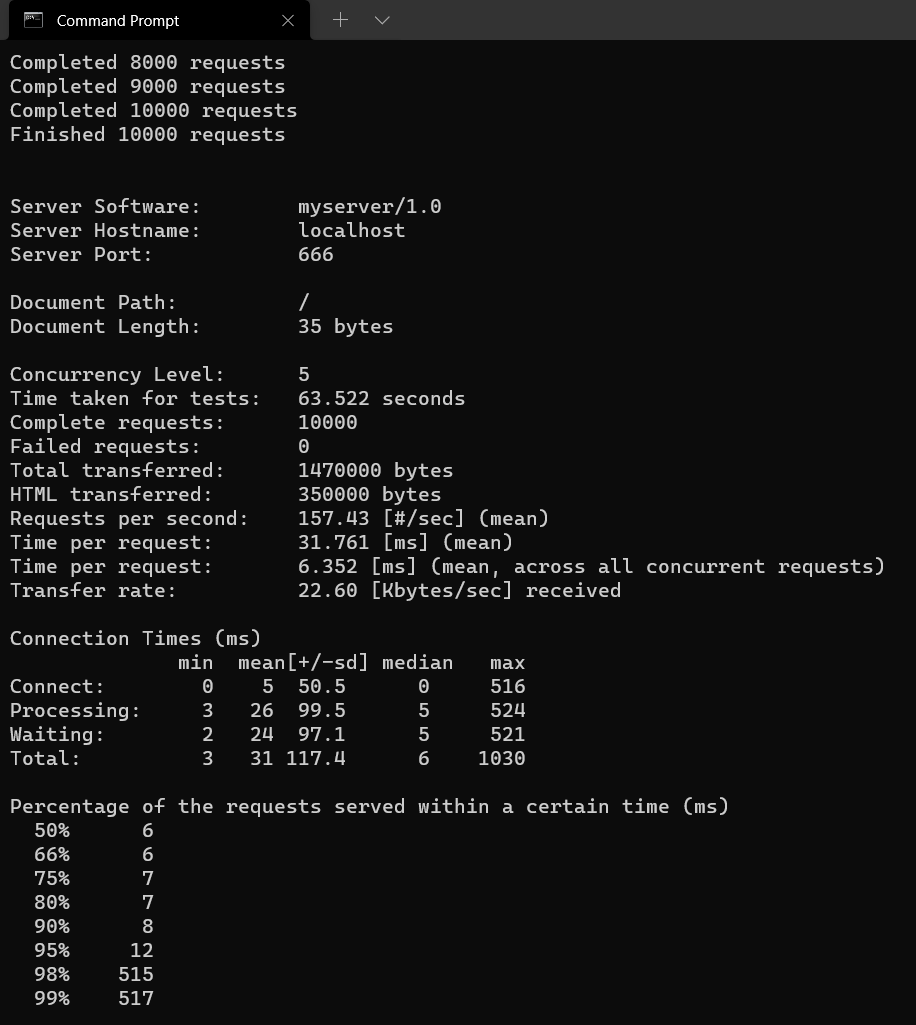 Command Prompt
Completed 8000 requests
Completed 9000 requests
Completed 10000 requests
Finished 10000 requests
Server Software: myserver/1.0
Server Hostname: localhost
Server Port: 666
Document Path: /
Document Length: 35 bytes
Concurrency Level: 5
Time taken for tests: 63.522 seconds
Complete requests: 10000
Failed requests: 0
Total transferred: 1470000 bytes
HTML transferred: 350000 bytes
Requests per second: 157.43 [#/sec] (mean)
Time per request: 31.761 [ms] (mean)
Time per request: 6.352 [ms] (mean, across all concurrent requests)
Transfer rate: 22.60 [Kbytes/sec] received
Connection Times (ms)
min mean[+/-sd] median max
Connect: 0 5 50.5 0 516
Processing: 3 26 99.5 5 524
Waiting: 2 24 97.1 5 521
Total: 3 31 117.4 6 1030
Percentage of the requests served within a certain time (ms)
50% 6
66% 6
75% 7
80% 7
90% 8
95% 12
98% 515
99% 517